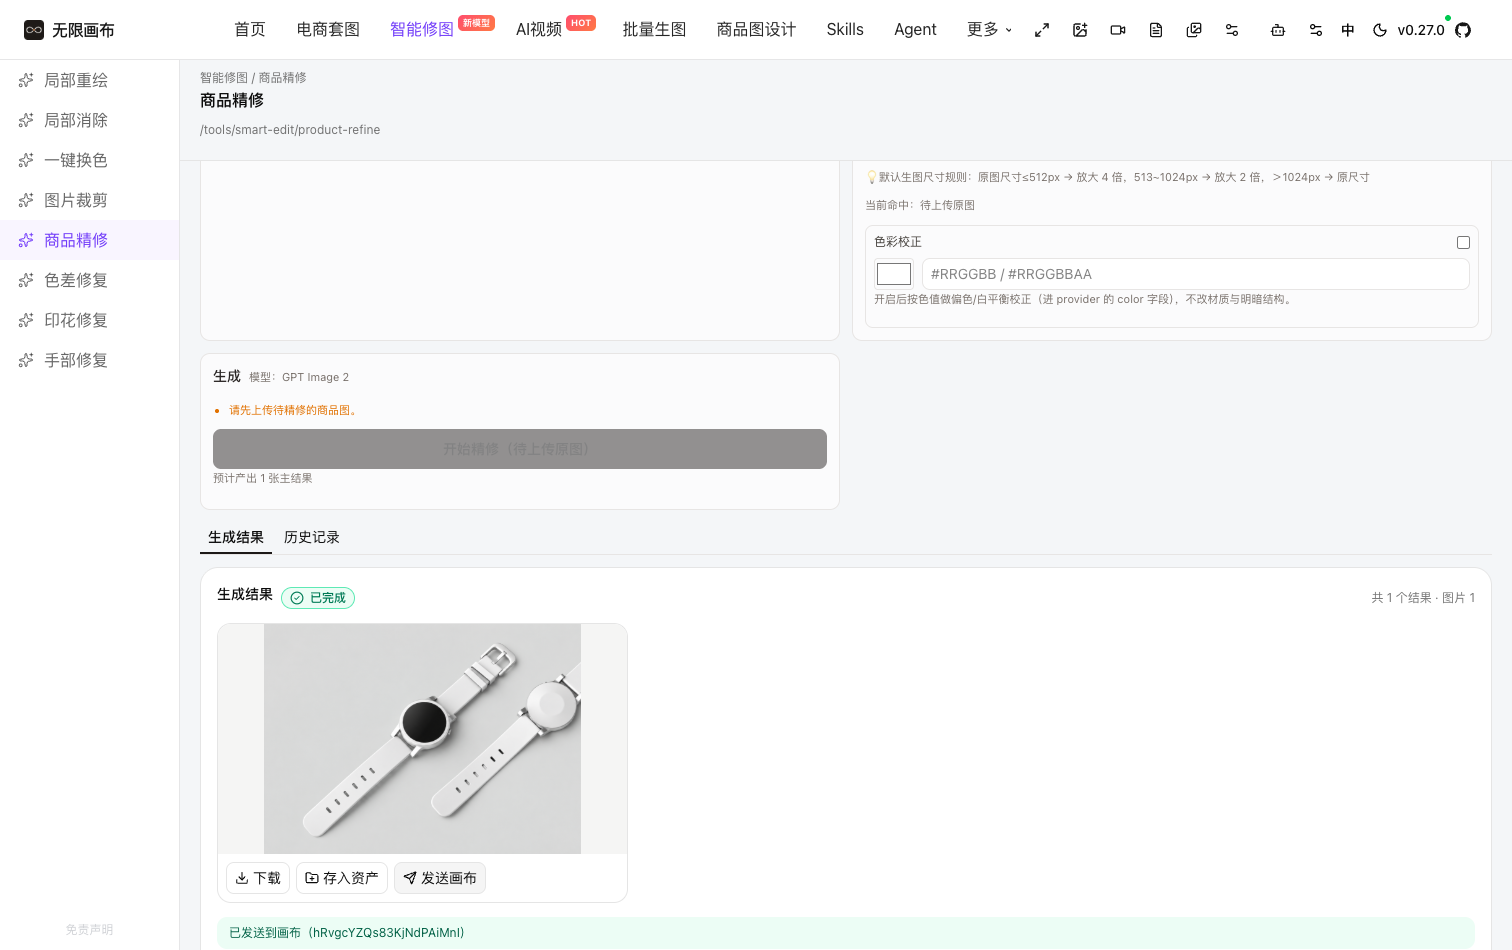 无限画布
首页
电商套图
智能修图
新模型
AI视频
HOT
批量生图
商品图设计
Skills
Agent
更多
中
v0.27.0
局部重绘
局部消除
一键换色
图片裁剪
商品精修
色差修复
印花修复
手部修复
免责声明
智能修图 / 商品精修
商品精修
/tools/smart-edit/product-refine
💡默认生图尺寸规则：原图尺寸≤512px → 放大 4 倍，513~1024px → 放大 2 倍，＞1024px → 原尺寸
当前命中：待上传原图
色彩校正
#RRGGBB / #RRGGBBAA
开启后按色值做偏色/白平衡校正（进 provider 的 color 字段），不改材质与明暗结构。
生成 模型：GPT Image 2
请先上传待精修的商品图。
开始精修（待上传原图）
预计产出 1 张主结果
生成结果
历史记录
生成结果
已完成
共 1 个结果 · 图片 1
下载
存入资产
发送画布
已发送到画布（hRvgcYZQs83KjNdPAiMnI）